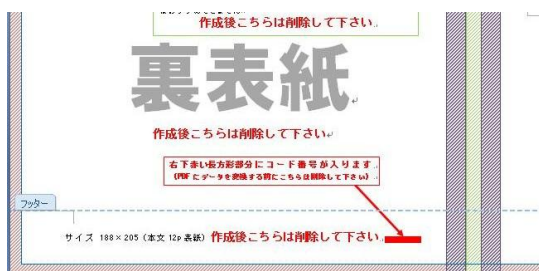 作成後こちらは削除して下さい
裏表紙
作成後こちらは削除して下さい
右下赤い長方形部分にコード番号が入ります
(PDFにデータを変換する前にこちらは削除して下さい)
フッター
サイズ 188×205(本文12p表紙) 作成後こちらは削除して下さい